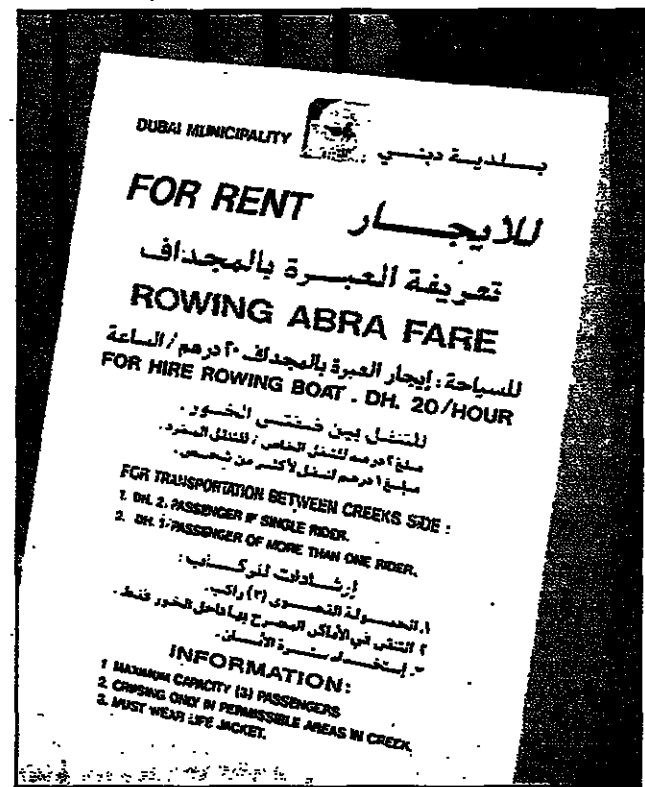 DUBAI MUNICIPALITY بلدية دبي
FOR RENT للايجار
تعريفة العبرة بالمجداف
ROWING ABRA FARE
للسياحة : إيجار العبرة بالمجداف ٢٠ درهم / الساعة
FOR HIRE ROWING BOAT . DH. 20/HOUR
للتنقل بين ضفتي الخور .
مبلغ ٢ درهم للتنقل الخاص / للتنقل المنفرد .
مبلغ ١ درهم لتنقل لأكثر من شخص .
FOR TRANSPORTATION BETWEEN CREEKS SIDE :
1. DH. 2. PASSENGER IF SINGLE RIDER.
2. DH. 1/PASSENGER OF MORE THAN ONE RIDER.
إرشادات للركاب :
١. الحمولة القصوى (٣) راكب .
٢ التنقل في الأماكن المصرح بها داخل الخور فقط .
٣. إستخدام سترة الأمان .
INFORMATION:
1 MAXIMUM CAPACITY (3) PASSENGERS
2. CRUISING ONLY IN PERMISSIBLE AREAS IN CREEK.
3. MUST WEAR LIFE JACKET.